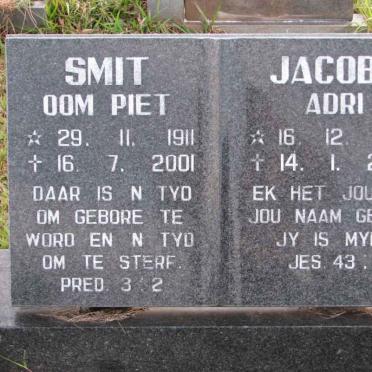 SMIT
OOM PIET
☆ 29. 11. 1911
✝ 16. 7. 2001
DAAR IS N TYD
OM GEBORE TE
WORD EN N TYD
OM TE STERF.
PRED. 3:2
JACOB
ADRI
☆ 16. 12.
✝ 14. 1. 2
EK HET JOU
JOU NAAM GE
JY IS MY
JES. 43.